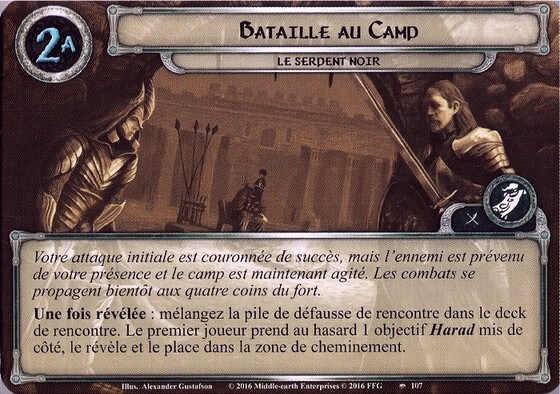 2A
BATAILLE AU CAMP
LE SERPENT NOIR
X
Votre attaque initiale est couronnée de succès, mais l'ennemi est prévenu
de votre présence et le camp est maintenant agité. Les combats se
propagent bientôt aux quatre coins du fort.
Une fois révélée : mélangez la pile de défausse de rencontre dans le deck
de rencontre. Le premier joueur prend au hasard 1 objectif Harad mis de
côté, le révèle et le place dans la zone de cheminement.
Illus. Alexander Gustafson © 2016 Middle-earth Enterprises © 2016 FFG 107